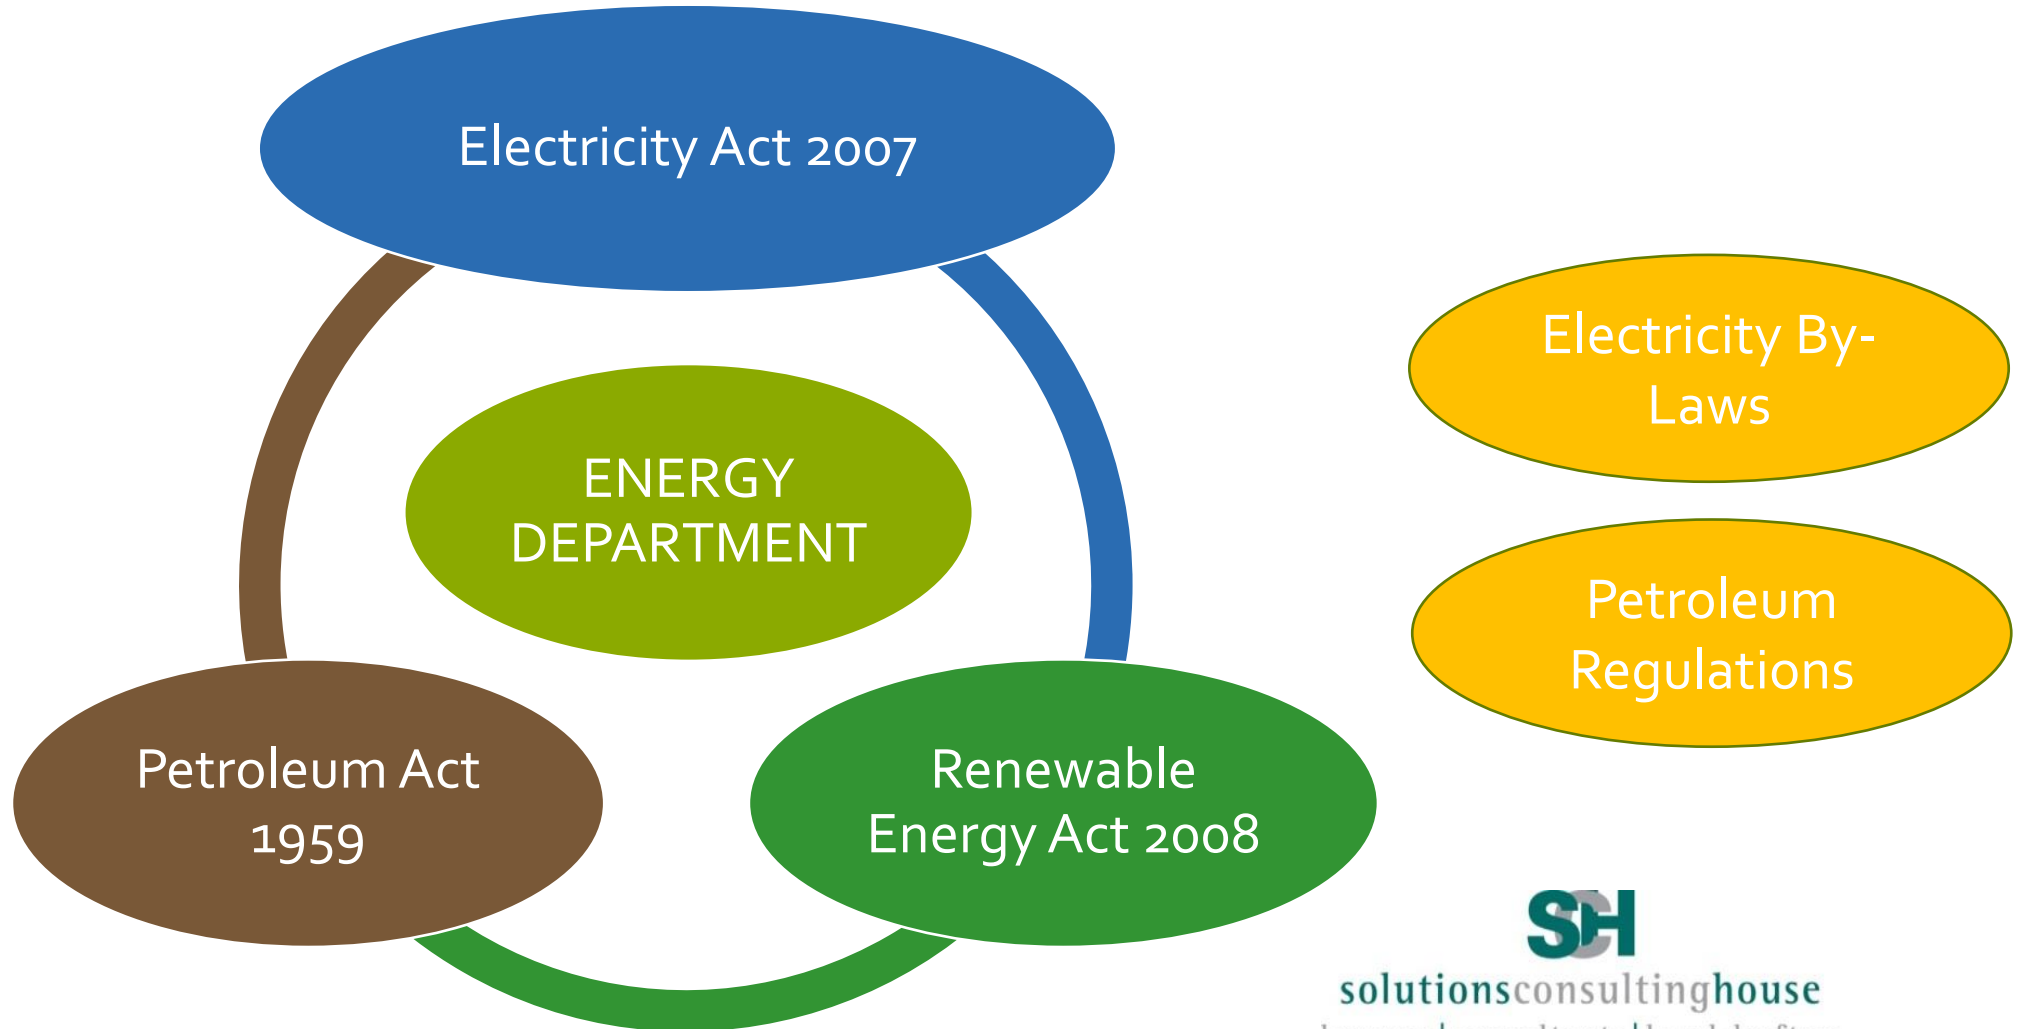 Electricity Act 2007
ENERGY
DEPARTMENT
Petroleum Act
1959
Renewable
Energy Act 2008
Electricity By-
Laws
Petroleum
Regulations
SCH
solutionsconsultinghouse